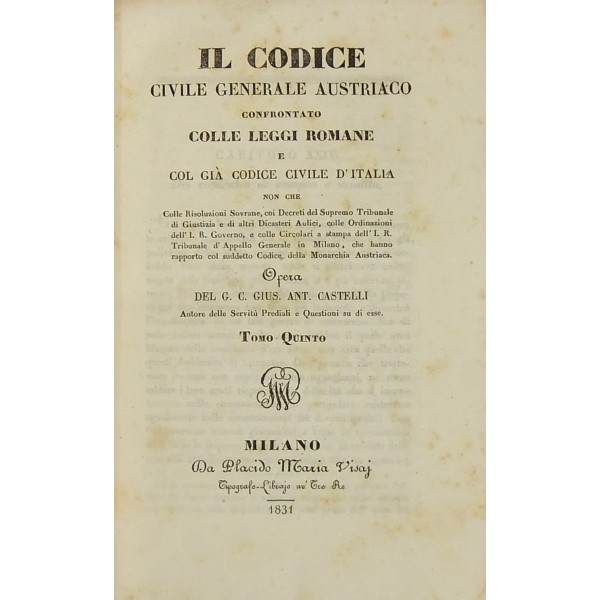 IL CODICE
CIVILE GENERALE AUSTRIACO
CONFRONTATO
COLLE LEGGI ROMANE
E
COL GIÀ CODICE CIVILE D'ITALIA
NON CHE
Colle Risoluzioni Sovrane, coi Decreti del Supremo Tribunale
di Giustizia e di altri Dicasteri Aulici, colle Ordinazioni
dell'I. R. Governo, e colle Circolari a stampa dell'I. R.
Tribunale d'Appello Generale in Milano, che hanno
rapporto col suddetto Codice, della Monarchia Austriaca.
Opera
DEL G. C. GIUS. ANT. CASTELLI
Autore delle Servitù Prediali e Questioni su di esse.
TOMO QUINTO
MILANO
Da Placido Maria Visaj
Tipografo-Librajo ne' Tre Re
1831